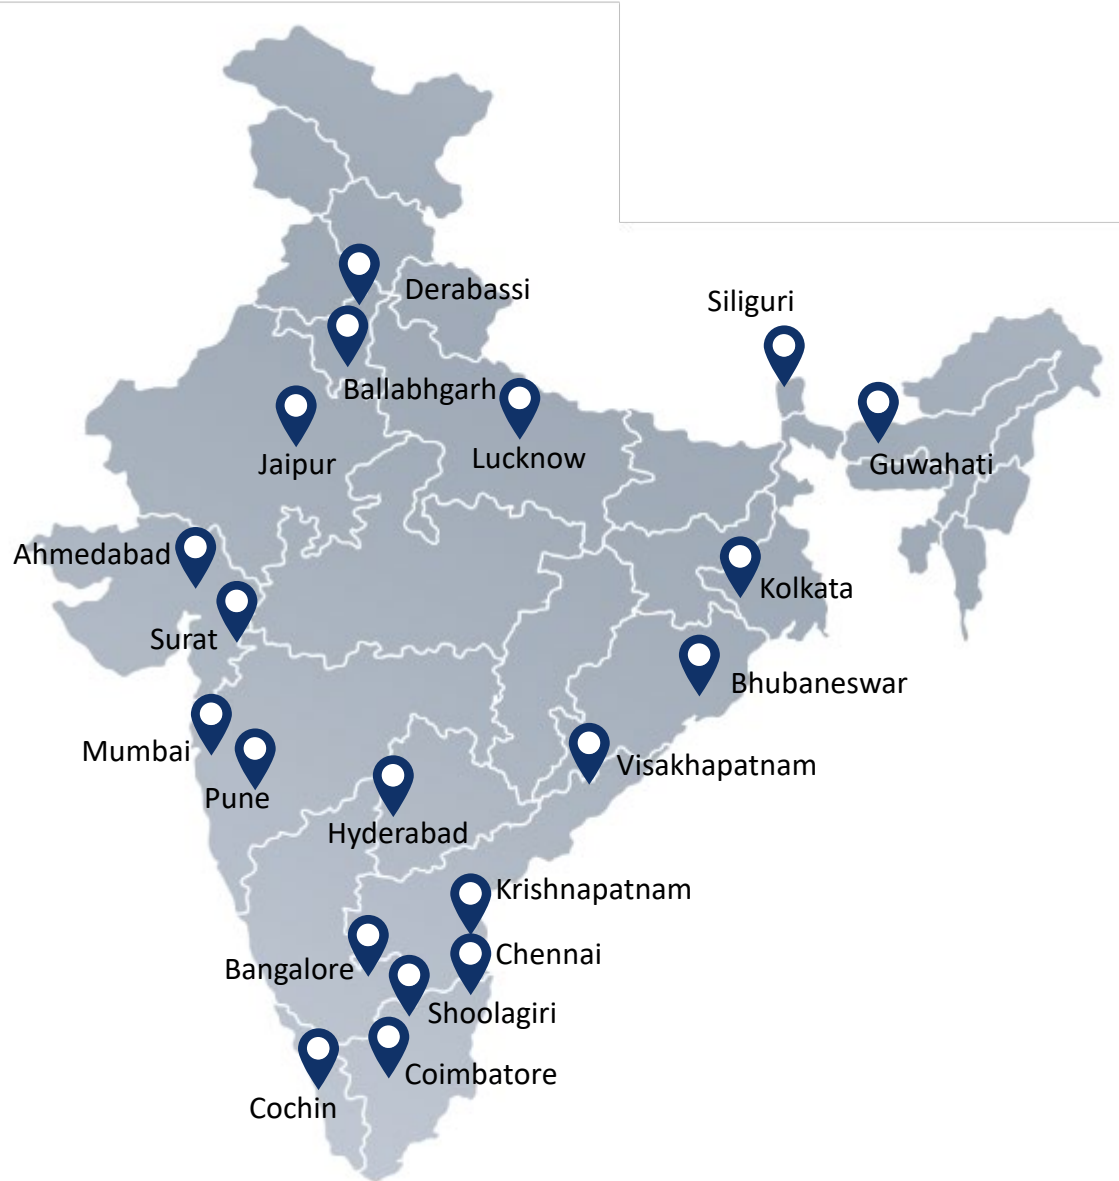 Derabassi
Siliguri
Ballabhgarh
Jaipur
Lucknow
Guwahati
Ahmedabad
Kolkata
Surat
Bhubaneswar
Mumbai
Visakhapatnam
Pune
Hyderabad
Krishnapatnam
Chennai
Bangalore
Shoolagiri
Coimbatore
Cochin